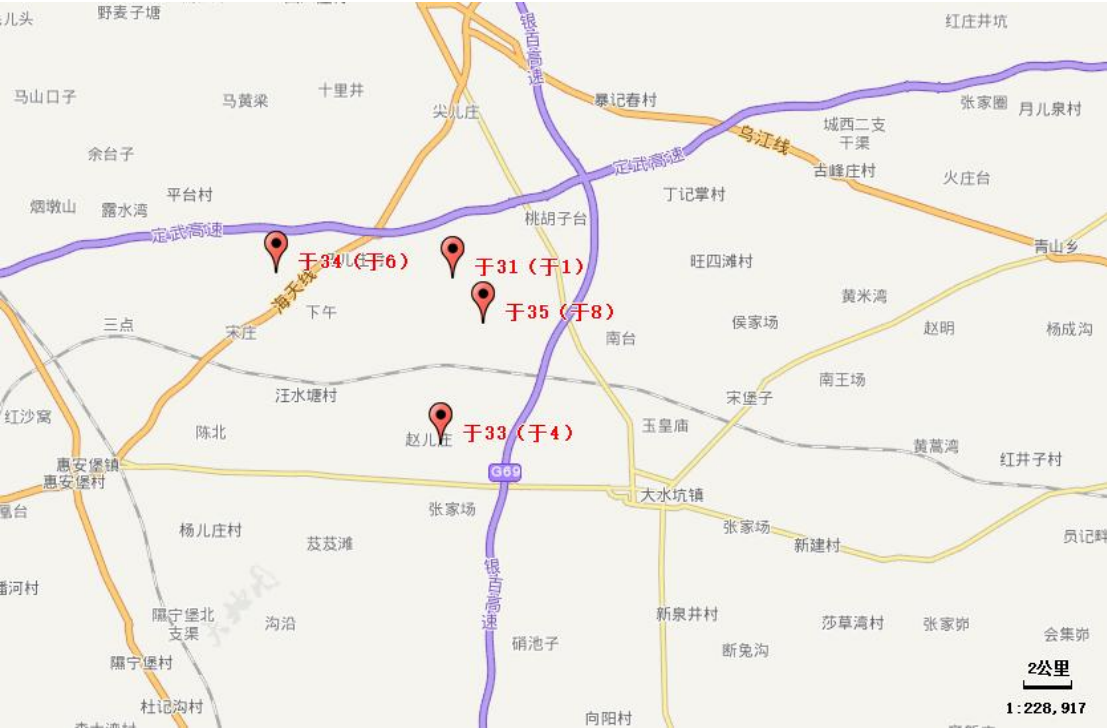 野麦子塘
红庄井坑
银百高速
马山口子
马黄梁
十里井
尖儿庄
暴记春村
张家圈
月儿泉村
城西二支
干渠
乌江线
余台子
定武高速
古峰庄村
火庄台
平台村
丁记掌村
烟墩山
露水湾
桃胡子台
定武高速
青山乡
于34（于6）
于31（于1）
旺四滩村
海天线
黄米湾
下午
于35（于8）
三点
宋庄
侯家场
赵明
杨成沟
南台
南王场
汪水塘村
宋堡子
红沙窝
陈北
赵儿庄
于33（于4）
玉皇庙
黄蒿湾
红井子村
惠安堡镇
惠安堡村
G69
大水坑镇
张家场
张家场
杨儿庄村
芨芨滩
新建村
员记畔
银百高速
隰宁堡北
支渠
沟沿
新泉井村
莎草湾村
张家峁
会集峁
硝池子
断兔沟
隰宁堡村
2公里
杜记沟村
1:228,917
向阳村